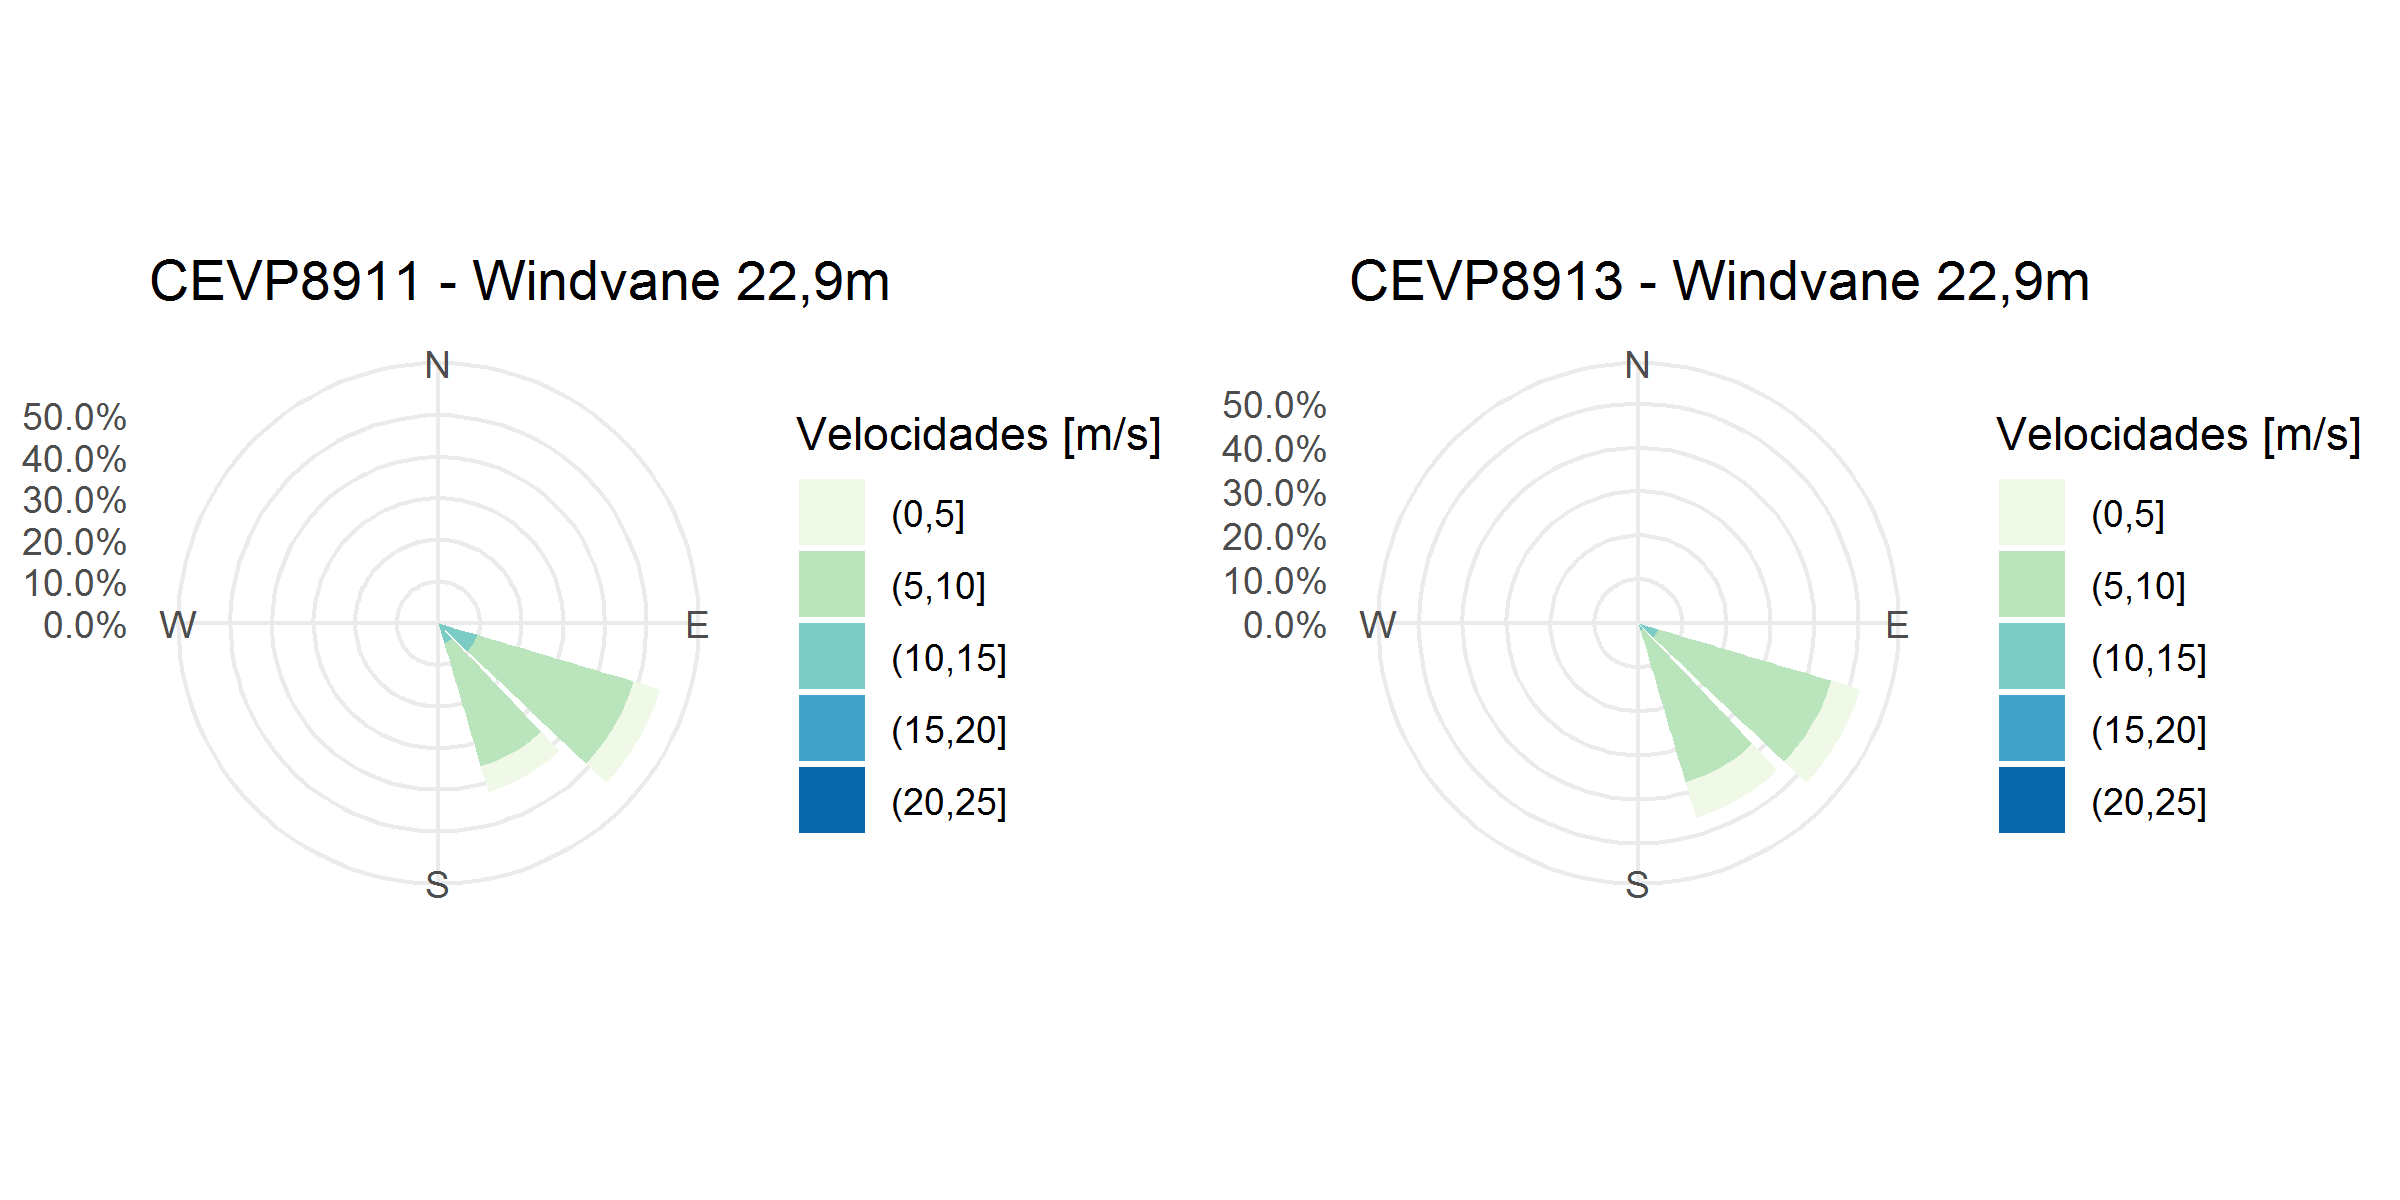 CEVP8911 - Windvane 22,9m
N
50.0%
40.0%
30.0%
20.0%
10.0%
0.0%
W
E
S
Velocidades [m/s]
(0,5]
(5,10]
(10,15]
(15,20]
(20,25]
CEVP8913 - Windvane 22,9m
N
50.0%
40.0%
30.0%
20.0%
10.0%
0.0%
W
E
S
Velocidades [m/s]
(0,5]
(5,10]
(10,15]
(15,20]
(20,25]